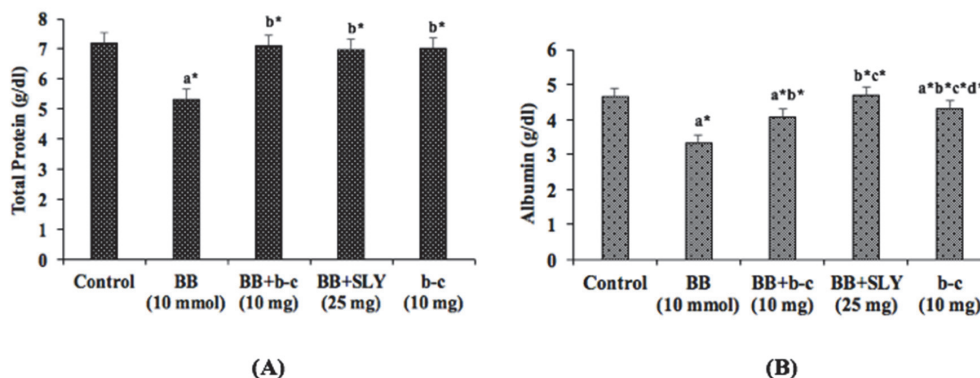 8
7
6
5
4
3
2
1
0
Total Protein (g/dl)
a*
b*
b*
b*
Control
BB
(10 mmol)
BB+b-c
(10 mg)
BB+SLY
(25 mg)
b-c
(10 mg)
(A)
6
5
4
3
2
1
0
Albumin (g/dl)
a*
a*b*
b*c*
a*b*c*d*
Control
BB
(10 mmol)
BB+b-c
(10 mg)
BB+SLY
(25 mg)
b-c
(10 mg)
(B)